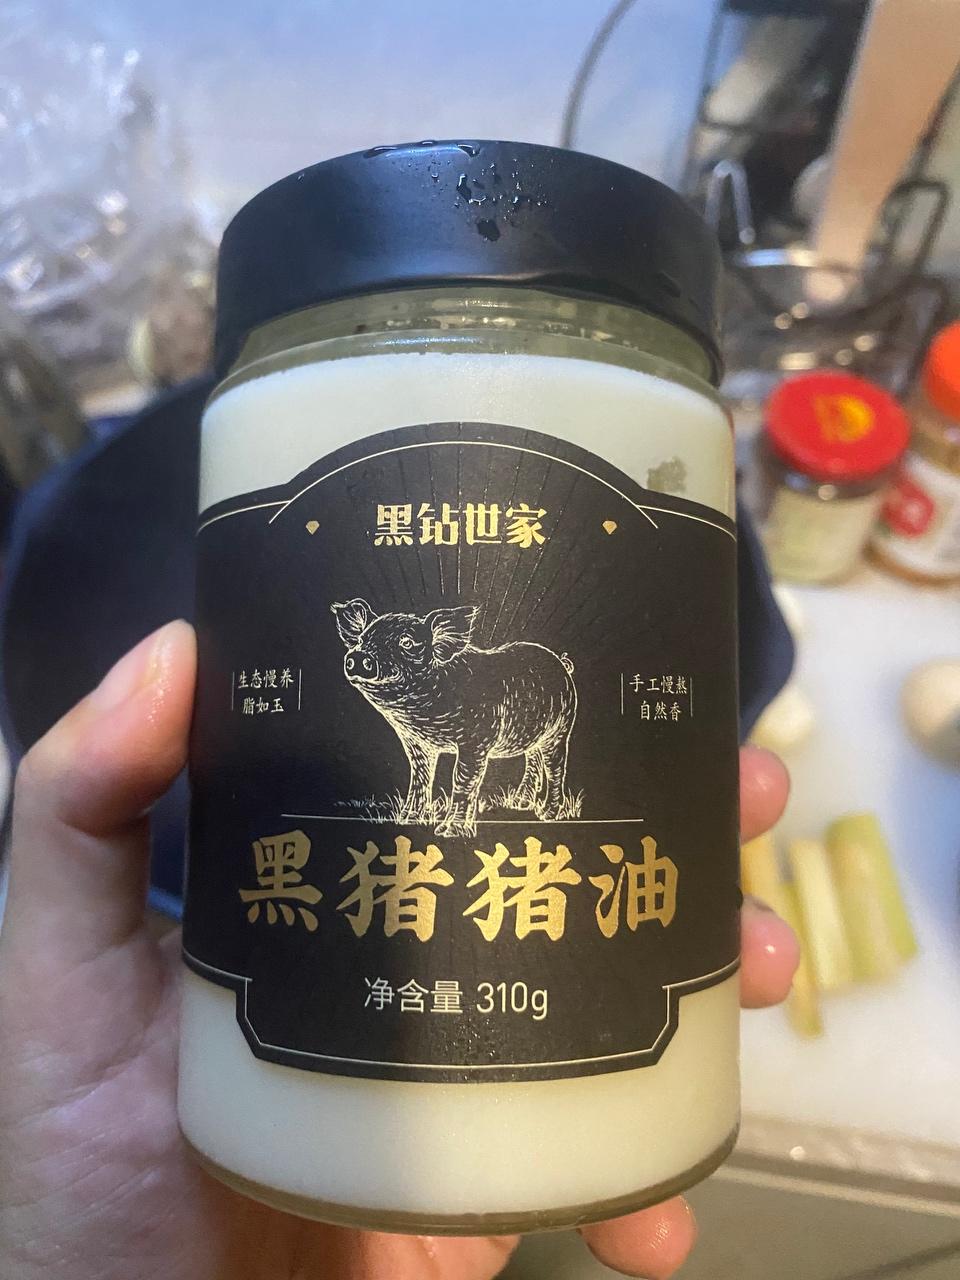 黑钻世家
生态慢养
脂如玉
手工慢熬
自然香
黑猪猪油
净含量 310g